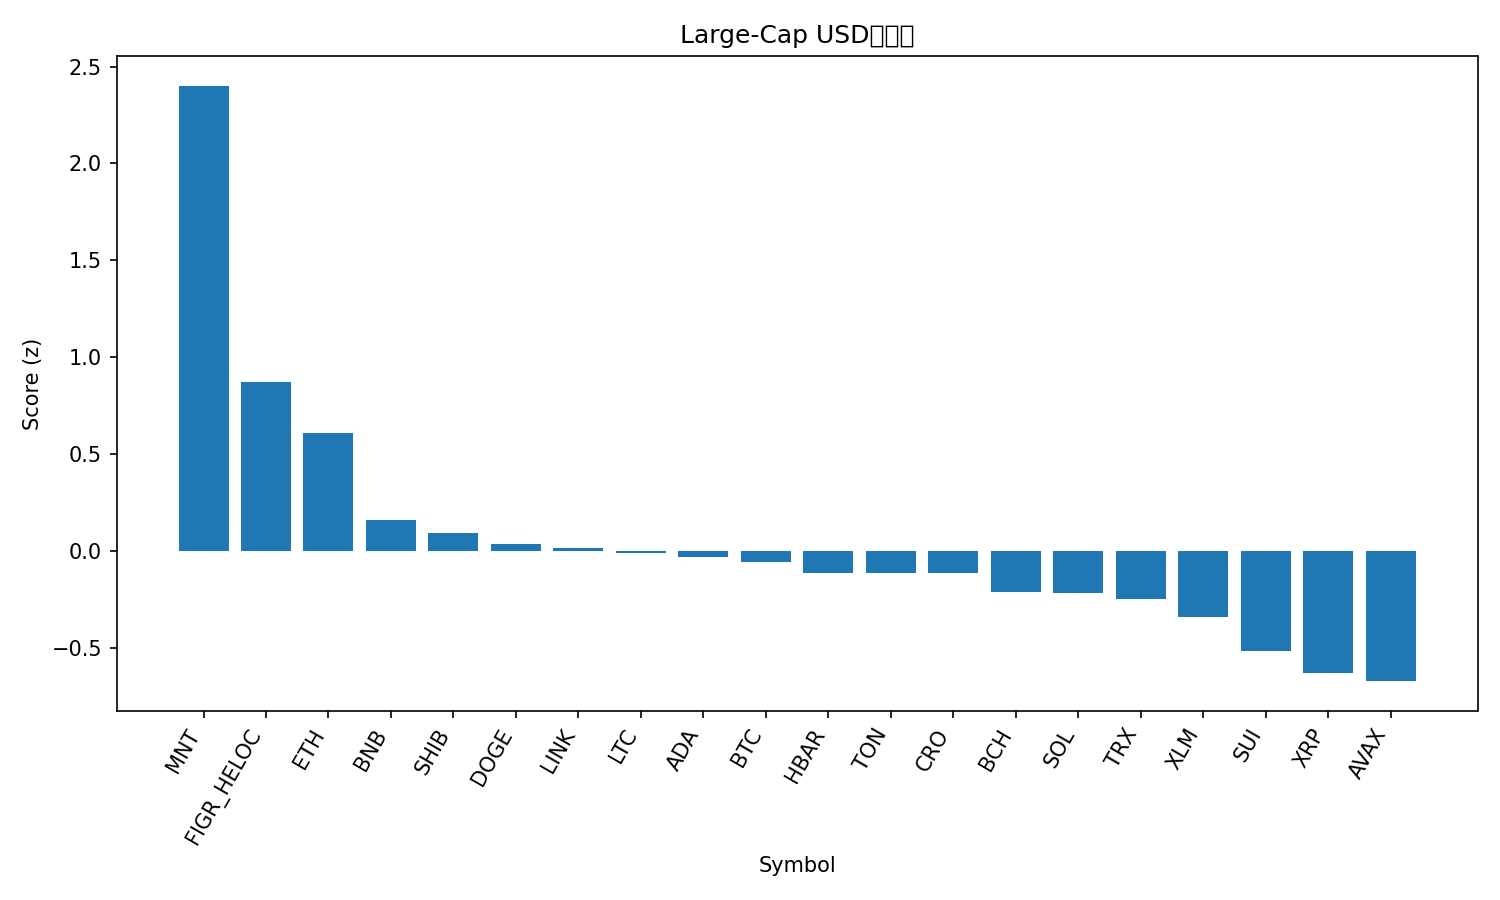 Large-Cap USD
2.5
2.0
1.5
1.0
0.5
0.0
−0.5
Score (z)
MNT
FIGR_HELOC
ETH
BNB
SHIB
DOGE
LINK
LTC
ADA
BTC
HBAR
TON
CRO
BCH
SOL
TRX
XLM
SUI
XRP
AVAX
Symbol